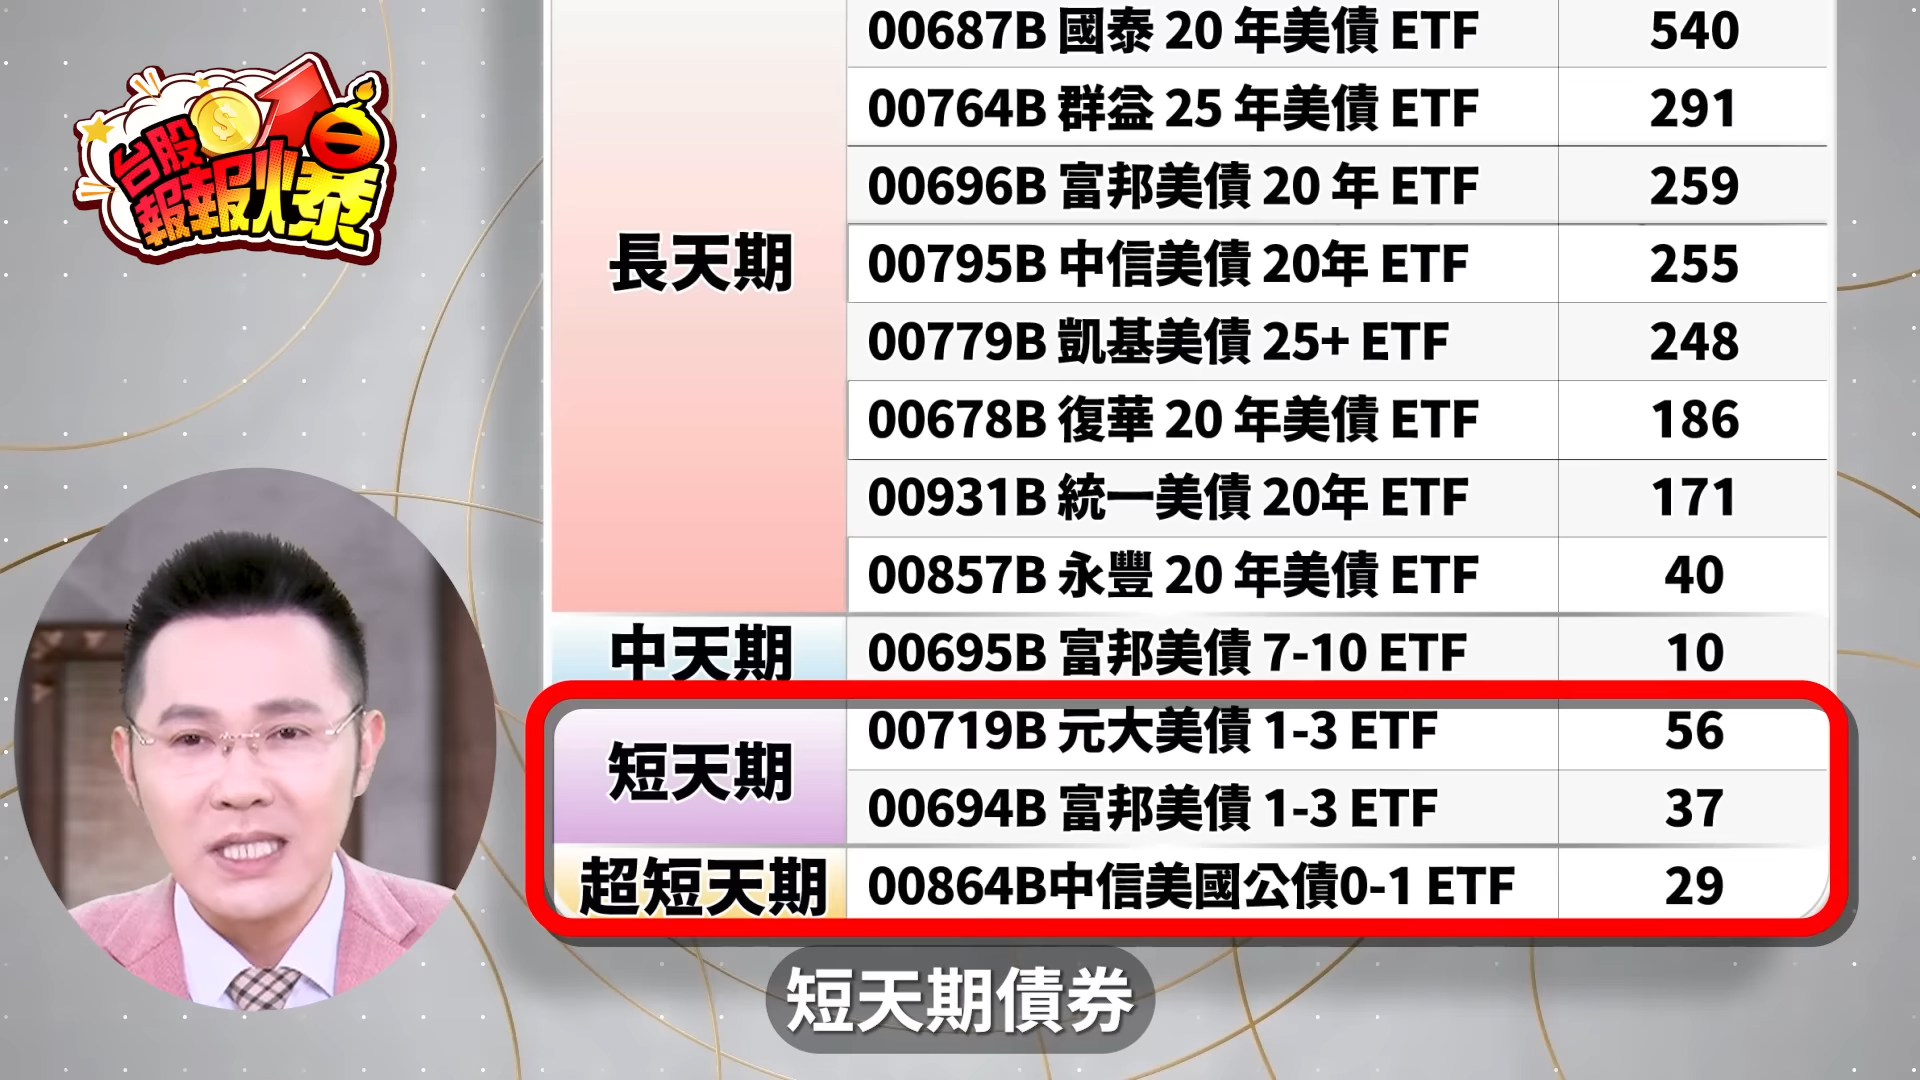 台股
報報爆
00687B 國泰 20 年美債 ETF 540
00764B 群益 25 年美債 ETF 291
00696B 富邦美債 20 年 ETF 259
長天期
00795B 中信美債 20年 ETF 255
00779B 凱基美債 25+ ETF 248
00678B 復華 20 年美債 ETF 186
00931B 統一美債 20年 ETF 171
00857B 永豐 20 年美債 ETF 40
中天期 00695B 富邦美債 7-10 ETF 10
短天期
00719B 元大美債 1-3 ETF 56
00694B 富邦美債 1-3 ETF 37
超短天期 00864B中信美國公債0-1 ETF 29
短天期債券